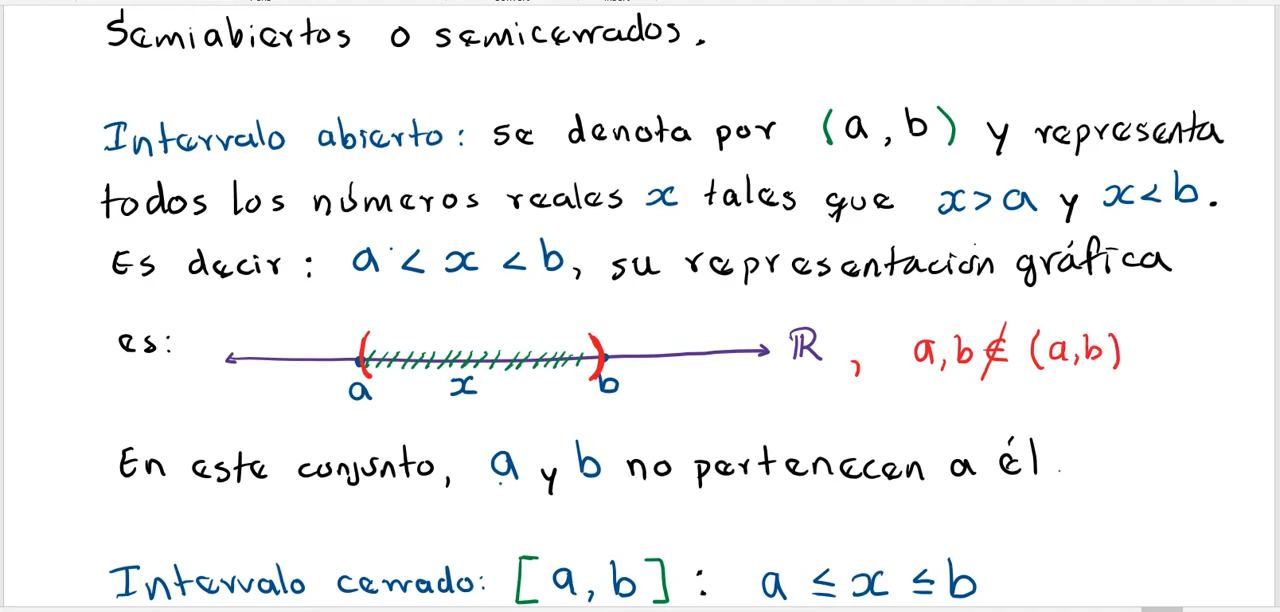 Semiabiertos o semicerrados.
Intervalo abierto: se denota por (a, b) y representa
todos los números reales x tales que x > a y x < b.
Es decir: a < x < b, su representación gráfica
es: ( ) ℝ, a, b ∉ (a, b)
a x b
En este conjunto, a y b no pertenecen a él.
Intervalo cerrado: [a, b] : a ≤ x ≤ b